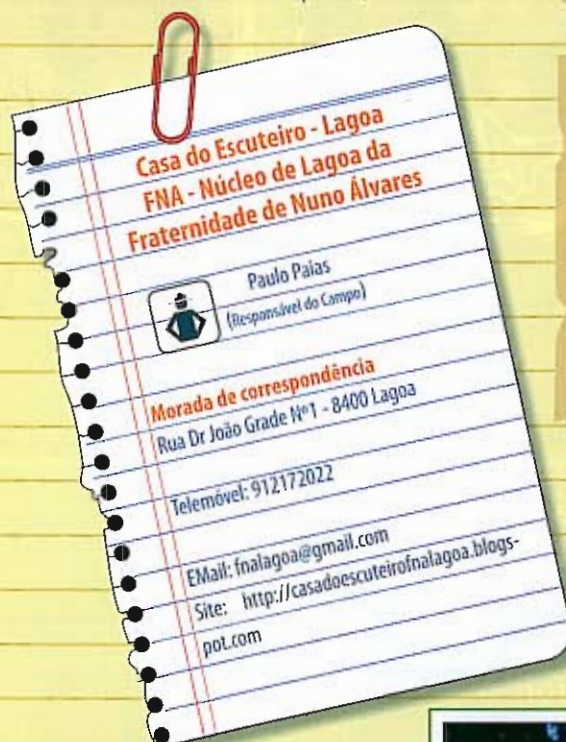 Casa do Escuteiro - Lagoa
FNA - Núcleo de Lagoa da
Fraternidade de Nuno Álvares
Paulo Paias
(Responsável do Campo)
Morada de correspondência
Rua Dr João Grade Nº1 - 8400 Lagoa
Telemóvel: 912172022
EMail: fnalagoa@gmail.com
Site: http://casadoescuteirofnalagoa.blogs-
pot.com